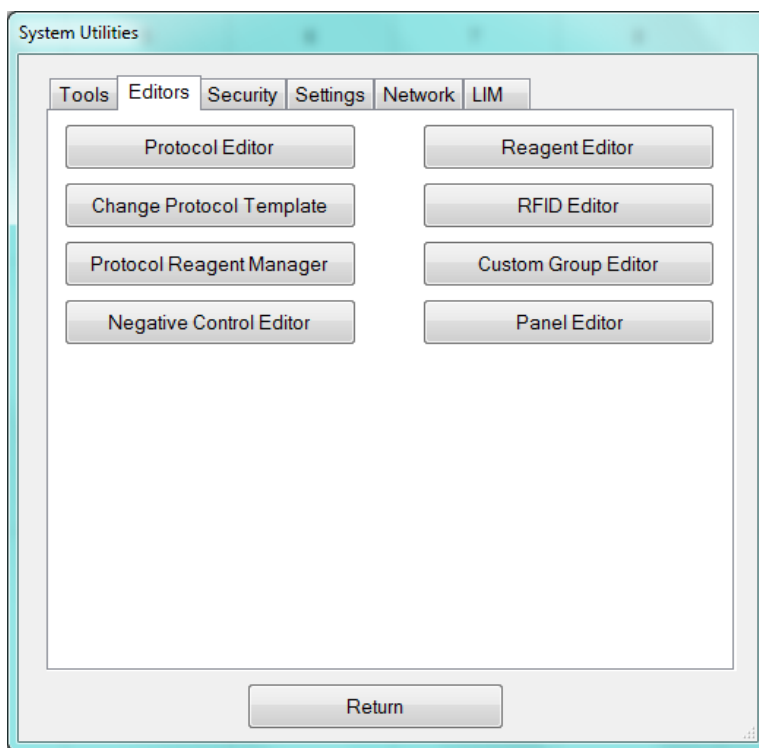 System Utilities
Tools Editors Security Settings Network LIM
Protocol Editor Reagent Editor
Change Protocol Template RFID Editor
Protocol Reagent Manager Custom Group Editor
Negative Control Editor Panel Editor
Return